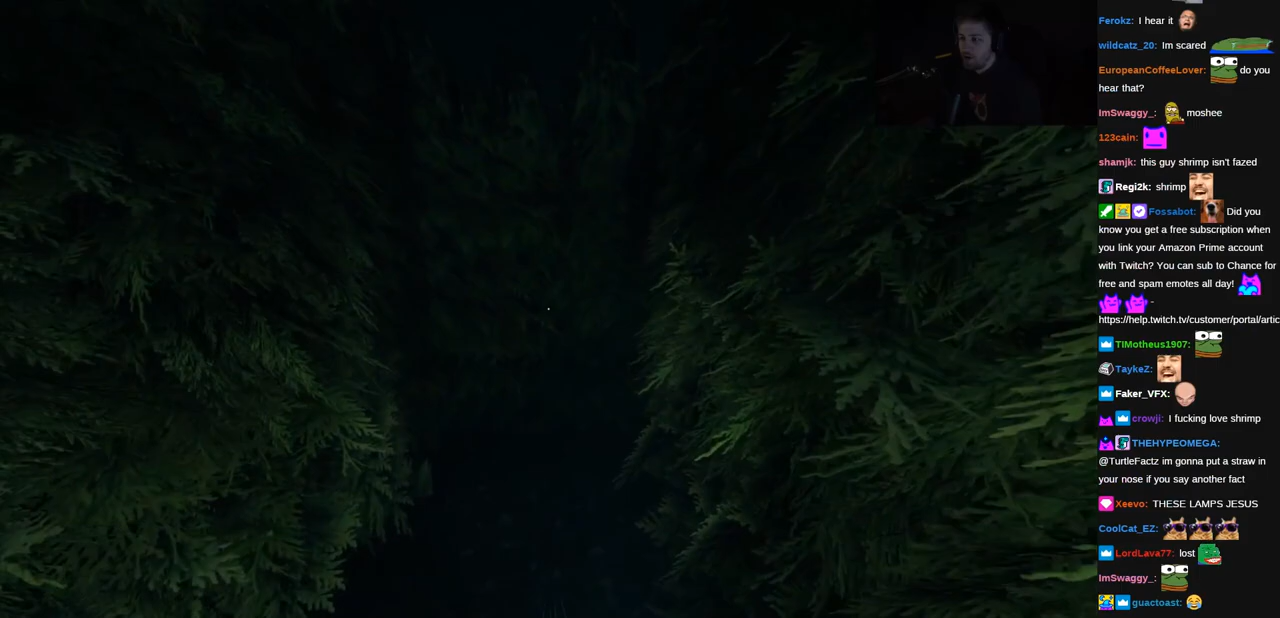 Ferokz: I hear it
wildcatz_20: Im scared
EuropeanCoffeeLover: do you
hear that?
ImSwaggy_: moshee
123cain:
shamjk: this guy shrimp isn't fazed
Regi2k: shrimp
Fossabot: Did you
know you get a free subscription when
you link your Amazon Prime account
with Twitch? You can sub to Chance for
free and spam emotes all day!
-
https://help.twitch.tv/customer/portal/artic
TIMotheus1907:
TaykeZ:
Faker_VFX:
crowji: I fucking love shrimp
THEHYPEOMEGA:
@TurtleFactz im gonna put a straw in
your nose if you say another fact
Xeevo: THESE LAMPS JESUS
CoolCat_EZ:
LordLava77: lost
ImSwaggy_:
guactoast: